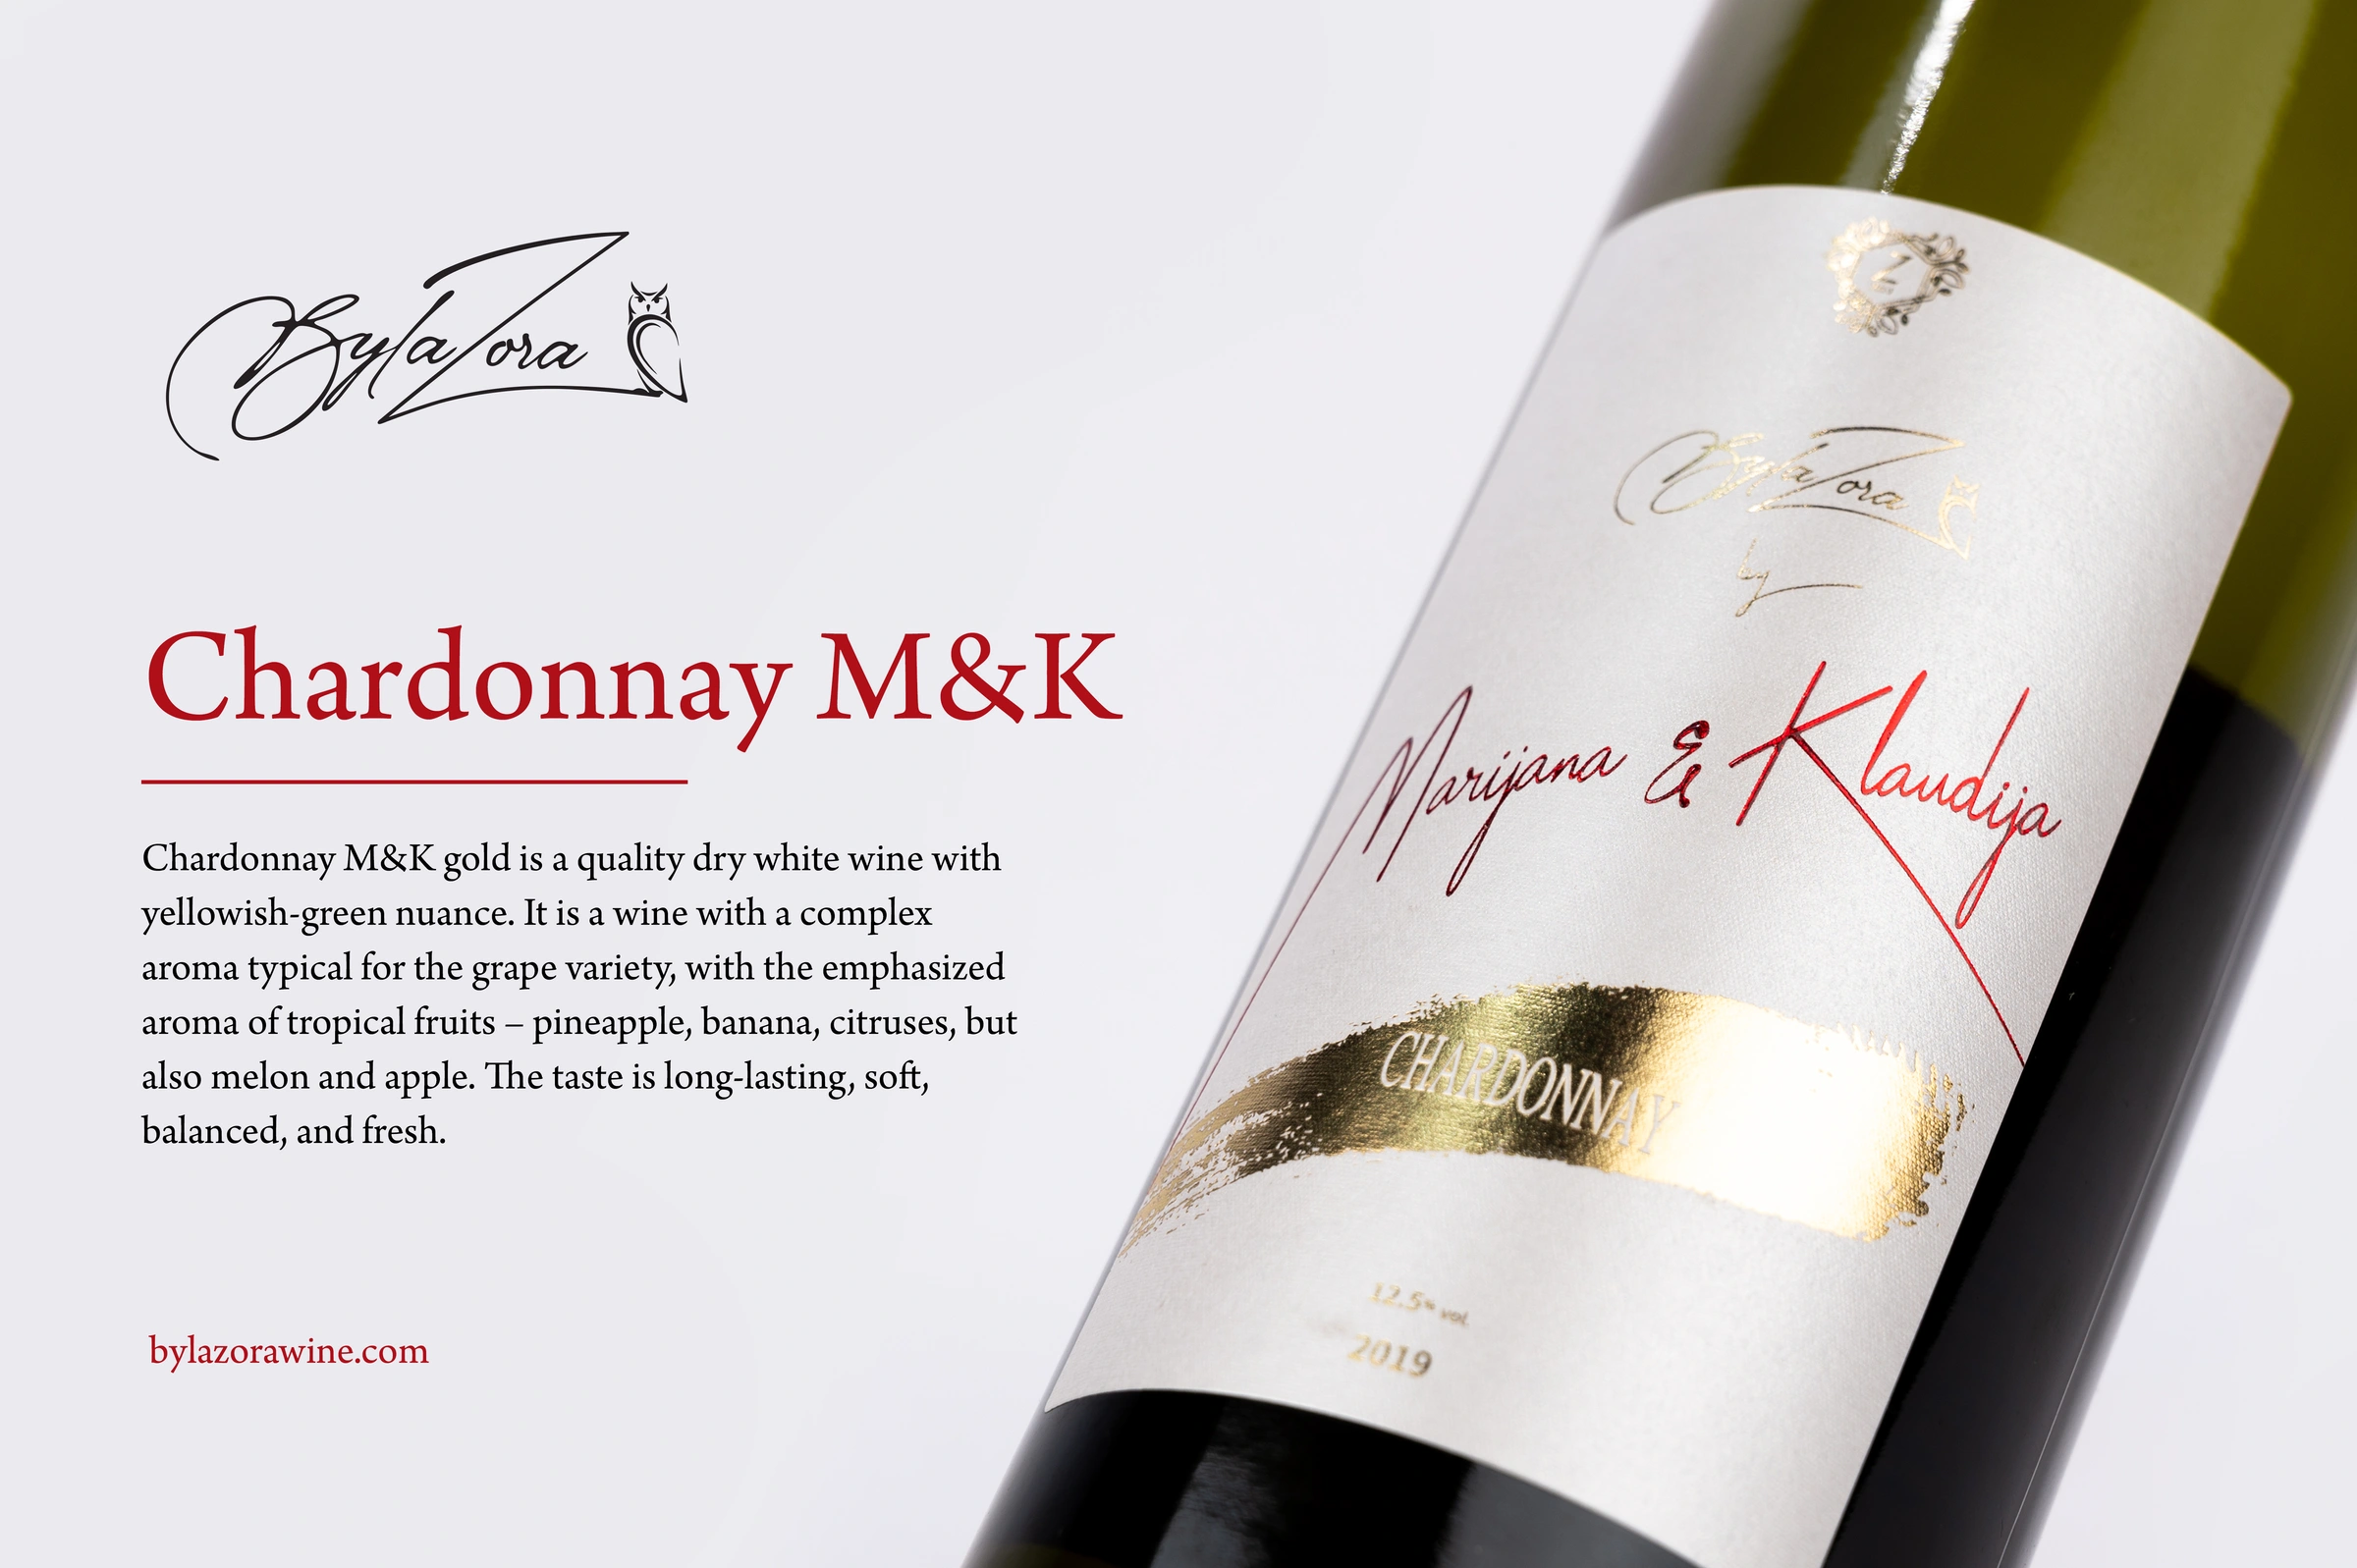 BylaZora
Chardonnay M&K
Chardonnay M&K gold is a quality dry white wine with
yellowish-green nuance. It is a wine with a complex
aroma typical for the grape variety, with the emphasized
aroma of tropical fruits – pineapple, banana, citruses, but
also melon and apple. The taste is long-lasting, soft,
balanced, and fresh.
bylazorawine.com
Z
BylaZora
by
Marijana & Klaudija
CHARDONNAY
12.5% vol.
2019